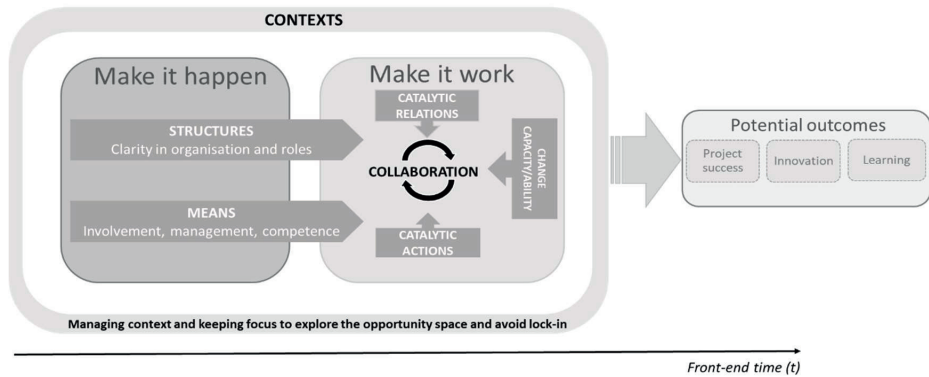 CONTEXTS
Make it happen
Make it work
CATALYTIC
RELATIONS
STRUCTURES
Clarity in organisation and roles
COLLABORATION
CHANGE
CAPACITY/ABILITY
MEANS
Involvement, management, competence
CATALYTIC
ACTIONS
Managing context and keeping focus to explore the opportunity space and avoid lock-in
Potential outcomes
Project
success
Innovation
Learning
Front-end time (t)